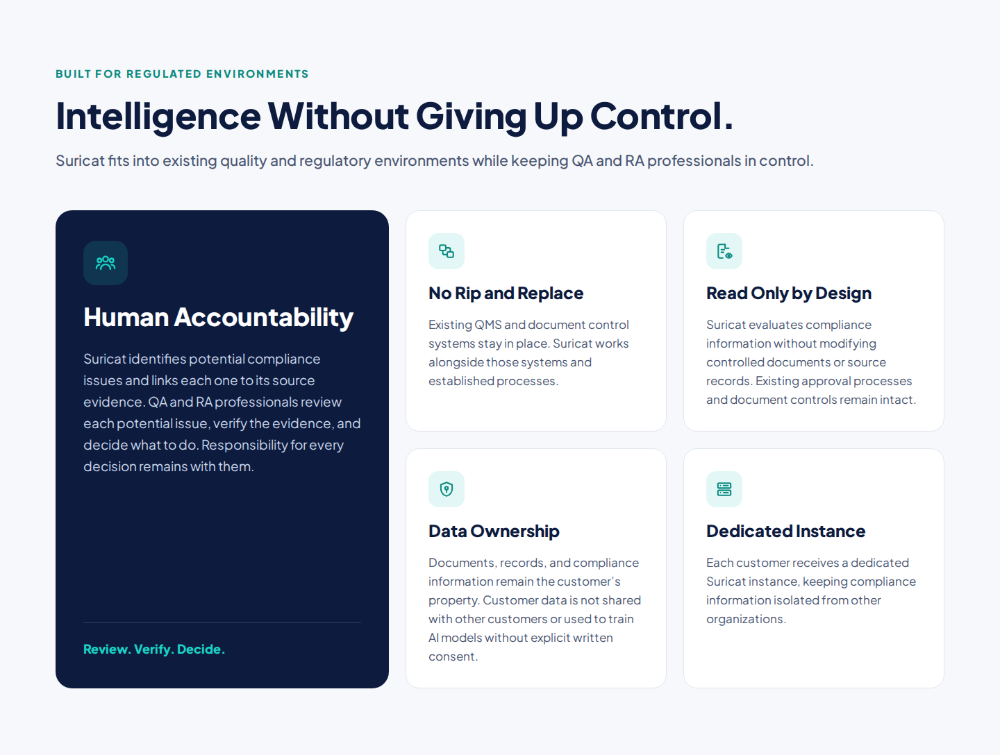 BUILT FOR REGULATED ENVIRONMENTS
Intelligence Without Giving Up Control.
Suricat fits into existing quality and regulatory environments while keeping QA and RA professionals in control.
Human Accountability
Suricat identifies potential compliance
issues and links each one to its source
evidence. QA and RA professionals review
each potential issue, verify the evidence, and
decide what to do. Responsibility for every
decision remains with them.
Review. Verify. Decide.
No Rip and Replace
Existing QMS and document control
systems stay in place. Suricat works
alongside those systems and
established processes.
Read Only by Design
Suricat evaluates compliance
information without modifying
controlled documents or source
records. Existing approval processes
and document controls remain intact.
Data Ownership
Documents, records, and compliance
information remain the customer’s
property. Customer data is not shared
with other customers or used to train
AI models without explicit written
consent.
Dedicated Instance
Each customer receives a dedicated
Suricat instance, keeping compliance
information isolated from other
organizations.